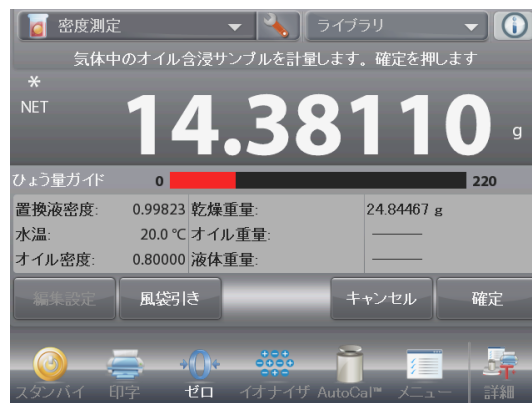 密度測定 ライブラリ
気体中のオイル含浸サンプルを計量します。確定を押します
*
NET
14.38110 g
ひょう量ガイド 0 220
置換液密度: 0.99823 乾燥重量: 24.84467 g
水温: 20.0 ℃ オイル重量:
オイル密度: 0.80000 液体重量:
編集設定 風袋引き キャンセル 確定
スタンバイ 印字 ゼロ イオナイザ AutoCal™ メニュー 詳細